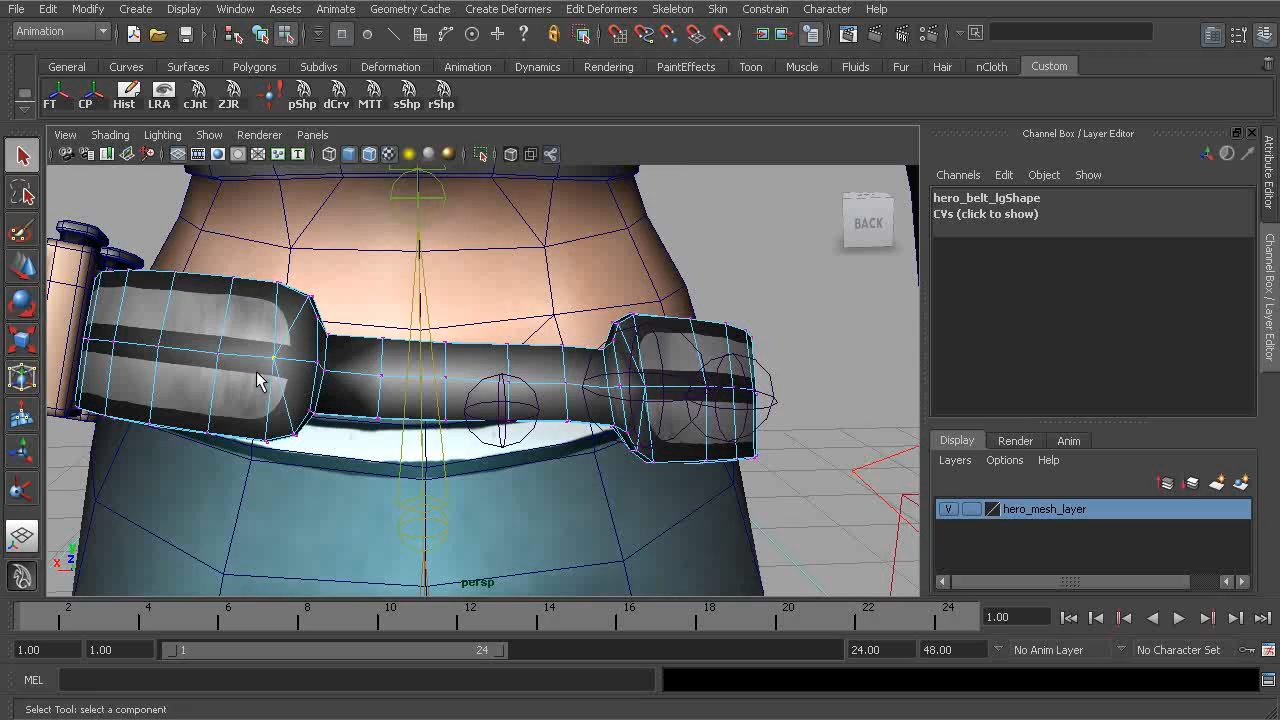 File Edit Modify Create Display Window Assets Animate Geometry Cache Create Deformers Edit Deformers Skeleton Skin Constrain Character Help
Animation
General Curves Surfaces Polygons Subdivs Deformation Animation Dynamics Rendering PaintEffects Toon Muscle Fluids Fur Hair nCloth Custom
FT CP Hist LRA cJnt ZJR pShp dCrv MTT sShp rShp
View Shading Lighting Show Renderer Panels
Channel Box / Layer Editor
Channels Edit Object Show
hero_belt_lgShape
CVs (click to show)
Attribute Editor
Channel Box / Layer Editor
BACK
Display Render Anim
Layers Options Help
V hero_mesh_layer
persp
X Y Z
2 4 6 8 10 12 14 16 18 20 22 24
1.00
1.00 1.00 1 24 24.00 48.00 No Anim Layer No Character Set
MEL
Select Tool: select a component